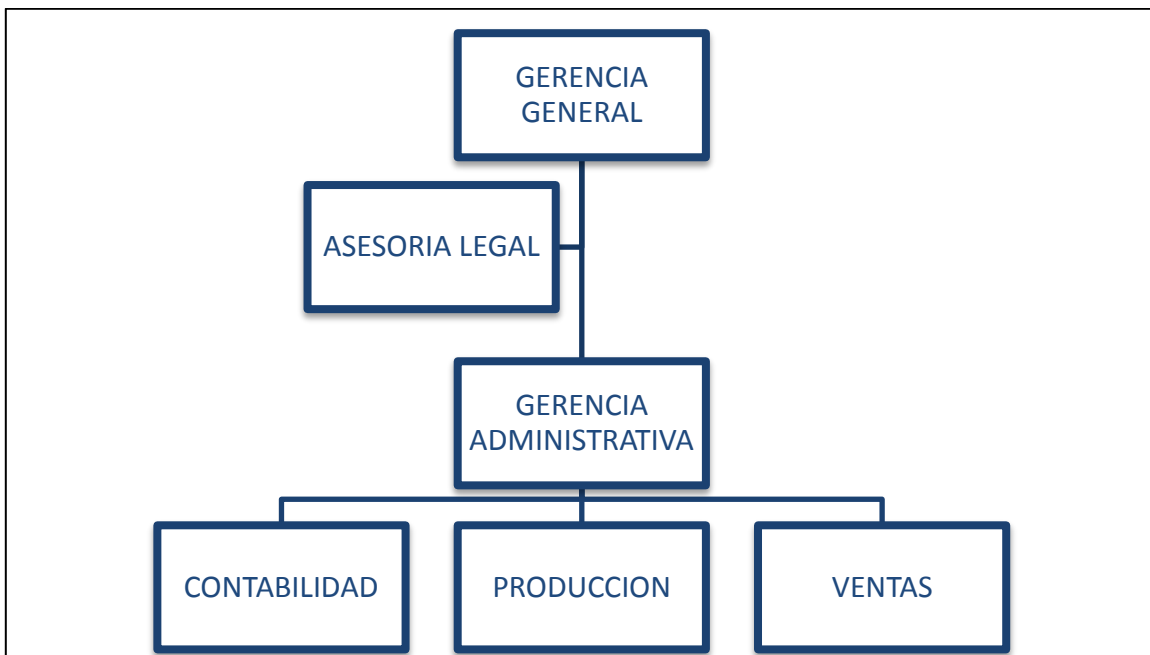 GERENCIA
GENERAL
ASESORIA LEGAL
GERENCIA
ADMINISTRATIVA
CONTABILIDAD
PRODUCCION
VENTAS